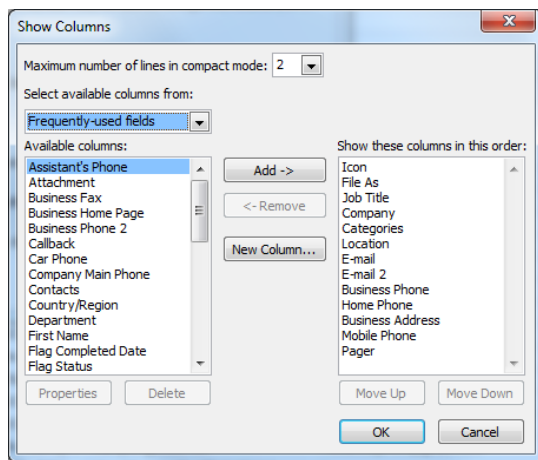 Show Columns
Maximum number of lines in compact mode: 2
Select available columns from:
Frequently-used fields
Available columns:
Assistant's Phone
Attachment
Business Fax
Business Home Page
Business Phone 2
Callback
Car Phone
Company Main Phone
Contacts
Country/Region
Department
First Name
Flag Completed Date
Flag Status
Properties
Delete
Add ->
<- Remove
New Column...
Show these columns in this order:
Icon
File As
Job Title
Company
Categories
Location
E-mail
E-mail 2
Business Phone
Home Phone
Business Address
Mobile Phone
Pager
Move Up
Move Down
OK
Cancel